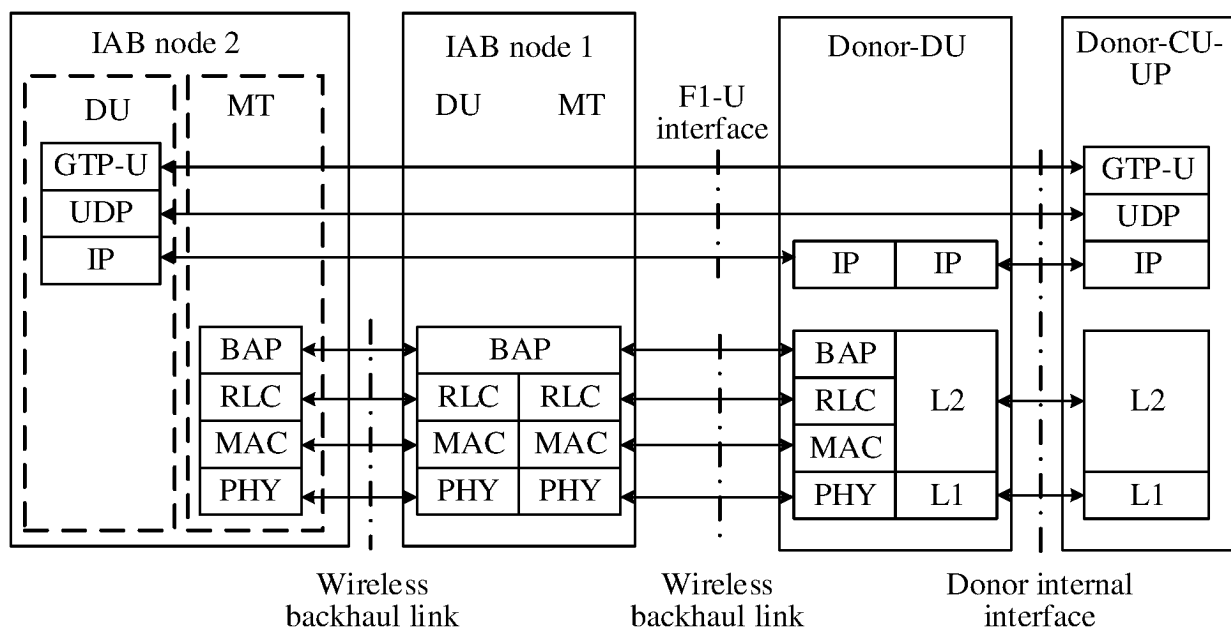 IAB node 2
IAB node 1
Donor-DU
Donor-CU-
UP
DU
MT
DU
MT
F1-U
interface
GTP-U
GTP-U
UDP
UDP
IP
IP
IP
IP
BAP
BAP
BAP
RLC
RLC
RLC
RLC
L2
L2
MAC
MAC
MAC
MAC
PHY
PHY
PHY
PHY
L1
L1
Wireless
backhaul link
Wireless
backhaul link
Donor internal
interface